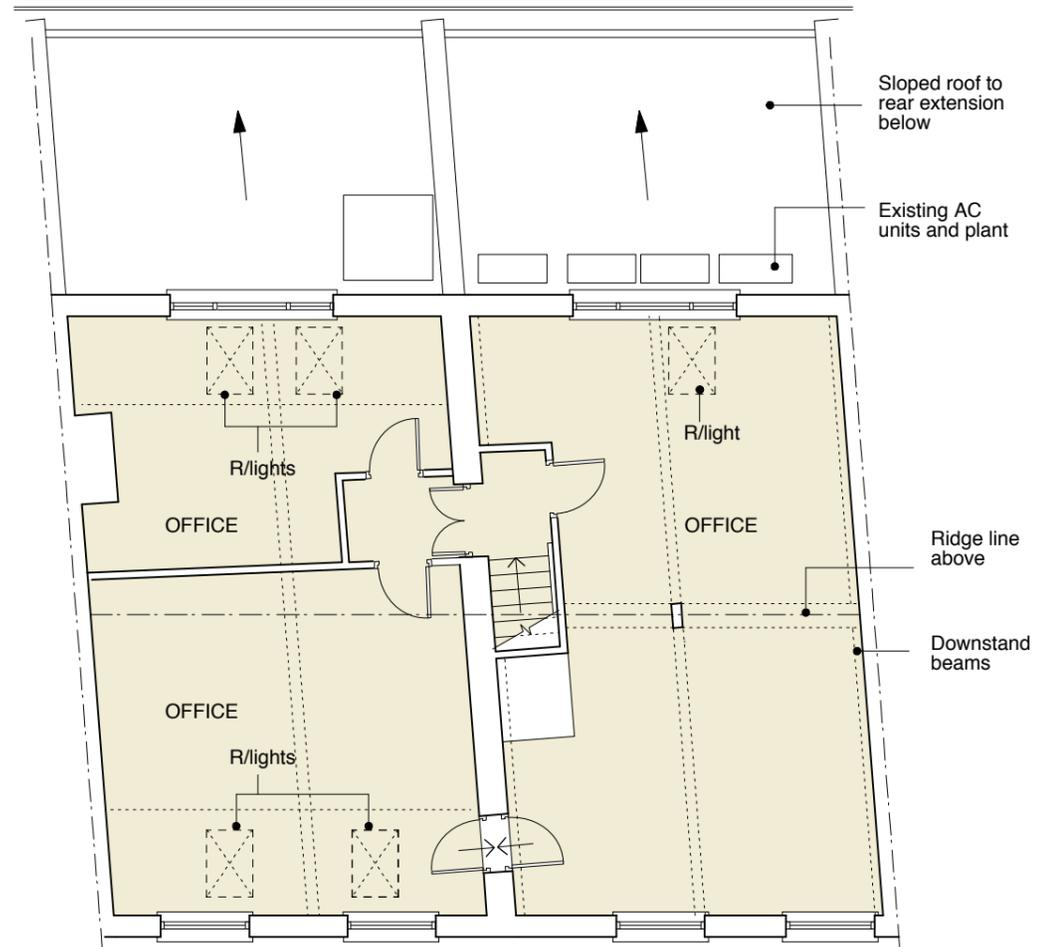 Sloped roof to
rear extension
below
Existing AC
units and plant
R/light
R/lights
OFFICE
OFFICE
Ridge line
above
Downstand
beams
OFFICE
R/lights